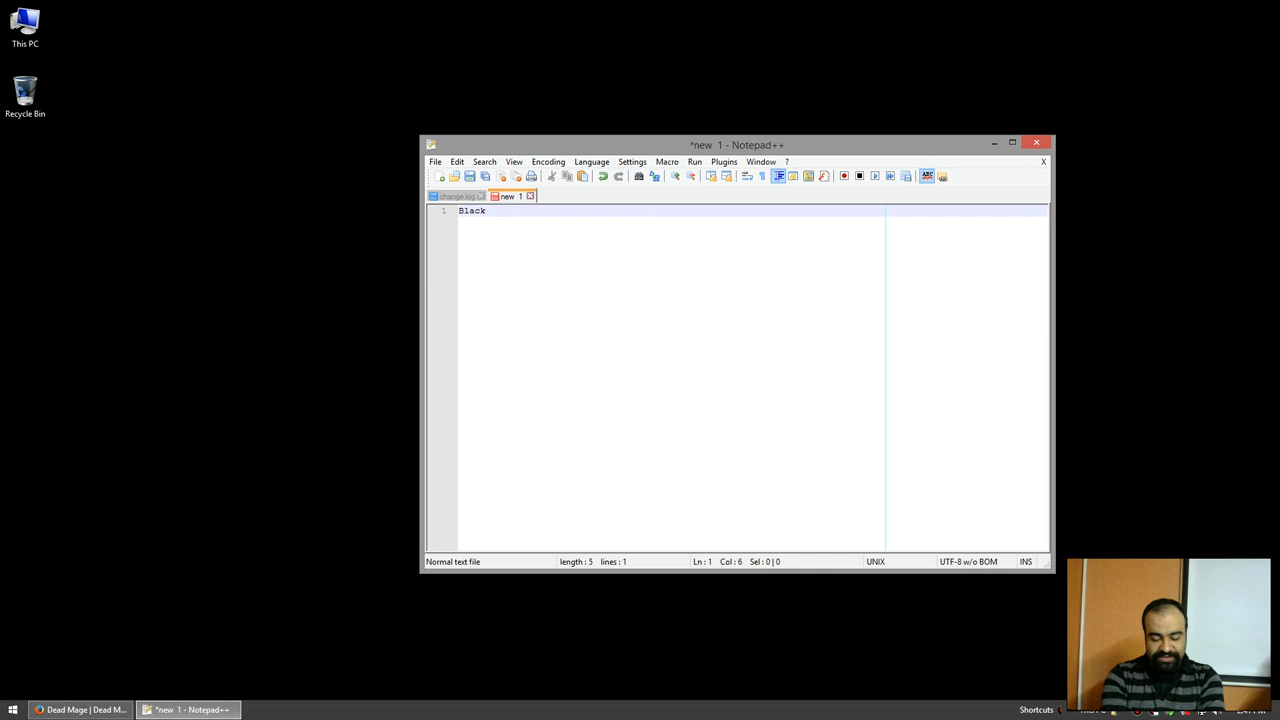 This PC
Recycle Bin
*new 1 - Notepad++
File Edit Search View Encoding Language Settings Macro Run Plugins Window ? X
change.log new 1
1 Black
Normal text file length : 5 lines : 1 Ln : 1 Col : 6 Sel : 0 | 0 UNIX UTF-8 w/o BOM INS
Dead Mage | Dead M... *new 1 - Notepad++ Shortcuts